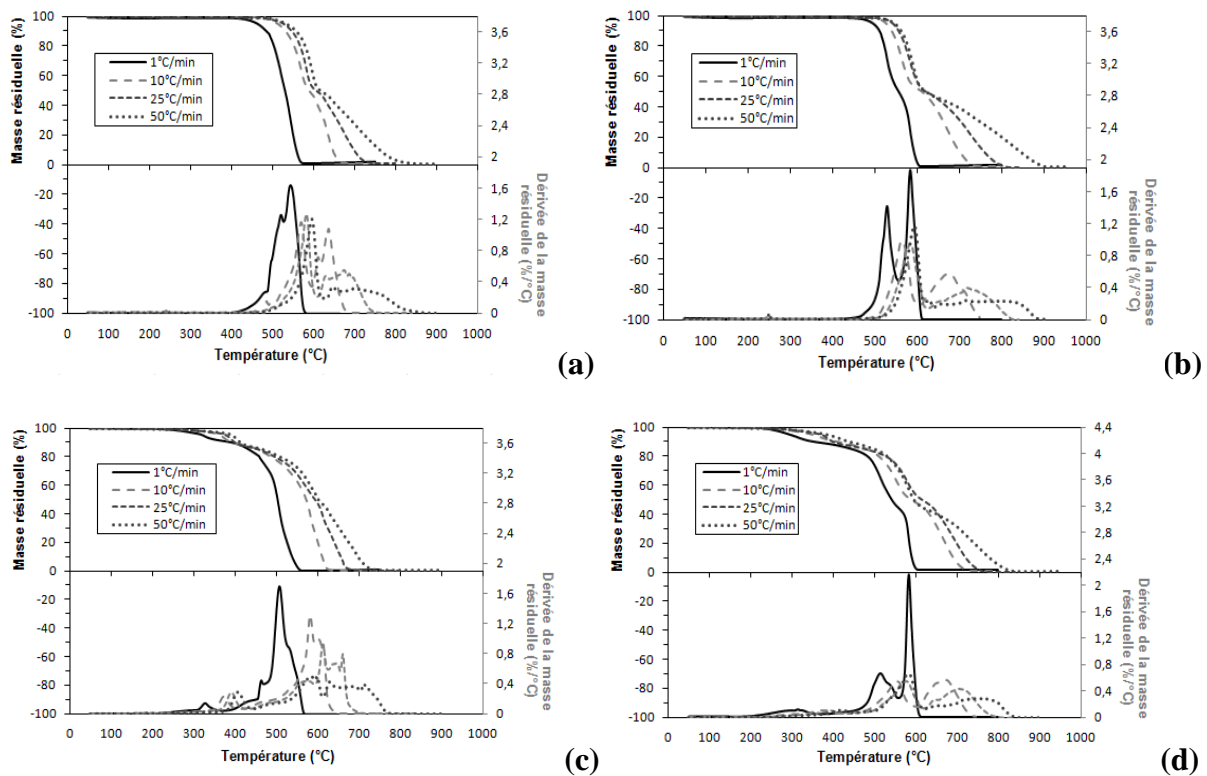 Masse résiduelle (%)
100
80
60
40
20
0
-20
-40
-60
-80
-100
1°C/min
10°C/min
25°C/min
50°C/min
3,6
3,2
2,8
2,4
2
1,6
1,2
0,8
0,4
0
Dérivée de la masse
résiduelle (%/°C)
0 100 200 300 400 500 600 700 800 900 1000
Température (°C)
(a)
Masse résiduelle (%)
100
80
60
40
20
0
-20
-40
-60
-80
-100
1°C/min
10°C/min
25°C/min
50°C/min
3,6
3,2
2,8
2,4
2
1,6
1,2
0,8
0,4
0
Dérivée de la masse
résiduelle (%/°C)
0 100 200 300 400 500 600 700 800 900 1000
Température (°C)
(b)
Masse résiduelle (%)
100
80
60
40
20
0
-20
-40
-60
-80
-100
1°C/min
10°C/min
25°C/min
50°C/min
3,6
3,2
2,8
2,4
2
1,6
1,2
0,8
0,4
0
Dérivée de la masse
résiduelle (%/°C)
0 100 200 300 400 500 600 700 800 900 1000
Température (°C)
(c)
Masse résiduelle (%)
100
80
60
40
20
0
-20
-40
-60
-80
-100
1°C/min
10°C/min
25°C/min
50°C/min
4,4
4
3,6
3,2
2,8
2,4
2
1,6
1,2
0,8
0,4
0
Dérivée de la masse
résiduelle (%/°C)
0 100 200 300 400 500 600 700 800 900 1000
Température (°C)
(d)